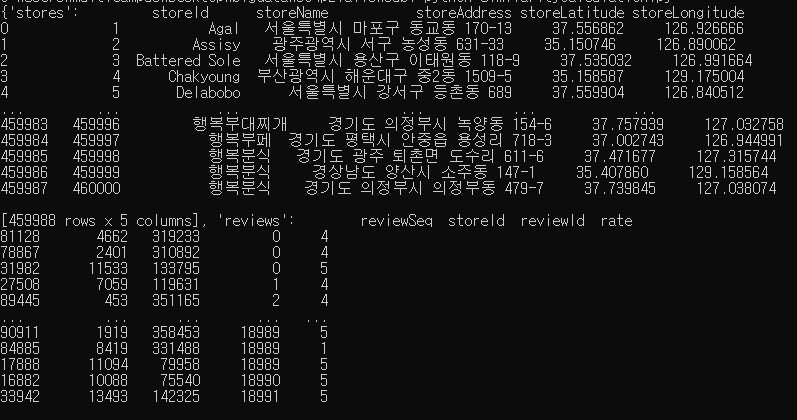 {'stores':          storeId     storeName          storeAddress storeLatitude storeLongitude
0 1 Agal 서울특별시 마포구 동교동 170-13 37.556862 126.926666
1 2 Assisy 광주광역시 서구 농성동 631-33 35.150746 126.890062
2 3 Battered Sole 서울특별시 용산구 이태원동 118-9 37.535032 126.991664
3 4 Chakyoung 부산광역시 해운대구 중2동 1509-5 35.158587 129.175004
4 5 Delabobo 서울특별시 강서구 등촌동 689 37.559904 126.840512
... ... ... ... ... ...
459983 459996 행복부대찌개 경기도 의정부시 녹양동 154-6 37.757939 127.032758
459984 459997 행복부페 경기도 평택시 안중읍 용성리 718-3 37.002743 126.944991
459985 459998 행복분식 경기도 광주 퇴촌면 도수리 611-6 37.471677 127.315744
459986 459999 행복분식 경상남도 양산시 소주동 147-1 35.407860 129.158564
459987 460000 행복분식 경기도 의정부시 의정부동 479-7 37.739845 127.038074
[459988 rows x 5 columns], 'reviews': reviewSeq storeId reviewId rate
81128 4662 319233 0 4
78867 2401 310892 0 4
31982 11533 133795 0 5
27508 7059 119631 1 4
89445 453 351165 2 4
... ... ... ... ...
90911 1919 358453 18989 5
84885 8419 331488 18989 1
17888 11094 79958 18989 5
16882 10088 75540 18990 5
33942 13493 142325 18991 5